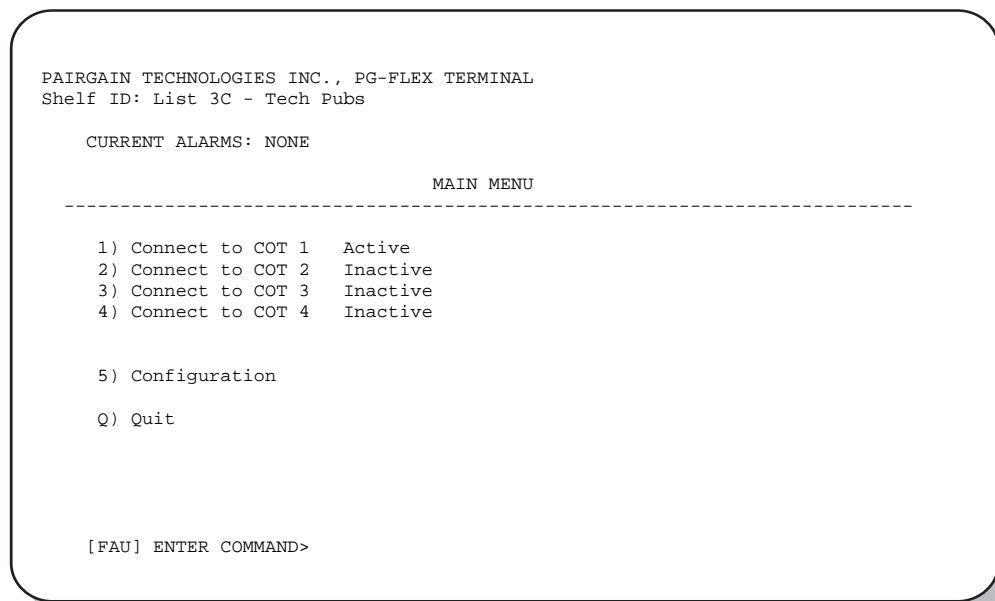 PAIRGAIN TECHNOLOGIES INC., PG-FLEX TERMINAL
Shelf ID: List 3C - Tech Pubs
CURRENT ALARMS: NONE
MAIN MENU
----------------------------------------------------------------------------
1) Connect to COT 1 Active
2) Connect to COT 2 Inactive
3) Connect to COT 3 Inactive
4) Connect to COT 4 Inactive
5) Configuration
Q) Quit
[FAU] ENTER COMMAND>